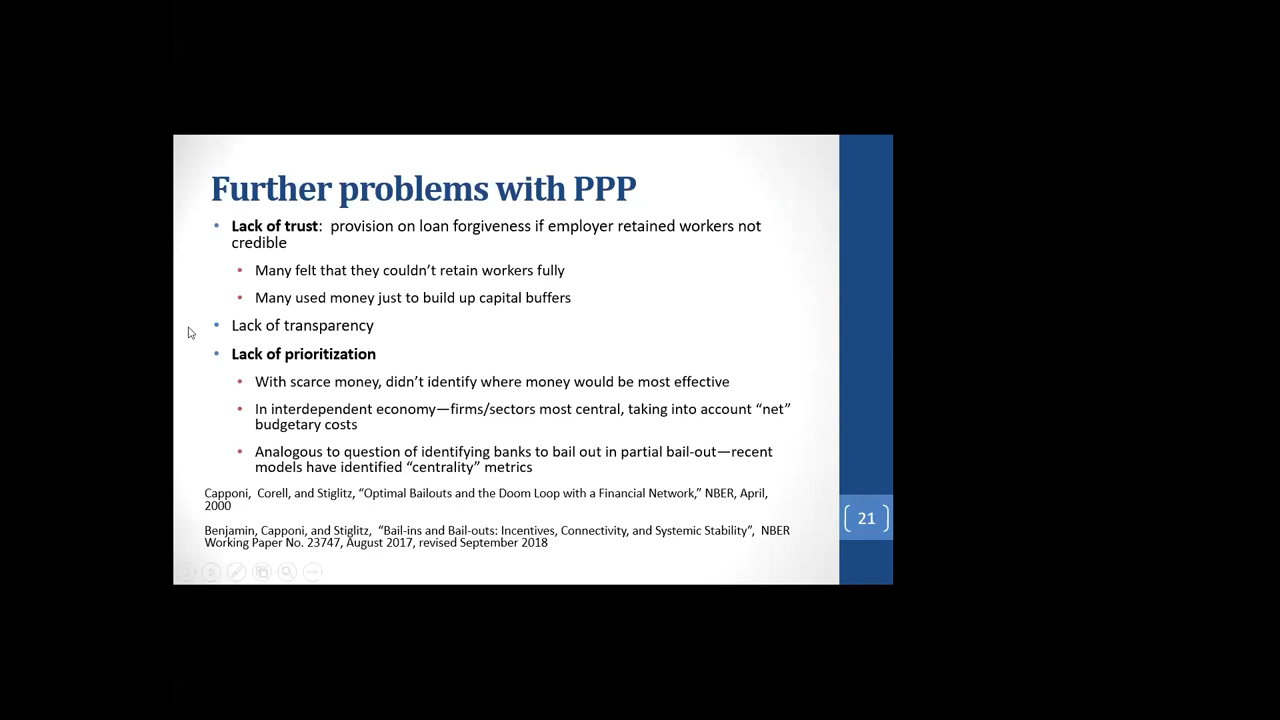 Further problems with PPP
• Lack of trust:  provision on loan forgiveness if employer retained workers not
credible
• Many felt that they couldn’t retain workers fully
• Many used money just to build up capital buffers
• Lack of transparency
• Lack of prioritization
• With scarce money, didn’t identify where money would be most effective
• In interdependent economy—firms/sectors most central, taking into account “net”
budgetary costs
• Analogous to question of identifying banks to bail out in partial bail-out—recent
models have identified “centrality” metrics
Capponi,  Corell, and Stiglitz, “Optimal Bailouts and the Doom Loop with a Financial Network,” NBER, April,
2000
Benjamin, Capponi, and Stiglitz,  “Bail-ins and Bail-outs: Incentives, Connectivity, and Systemic Stability”,  NBER
Working Paper No. 23747, August 2017, revised September 2018
21